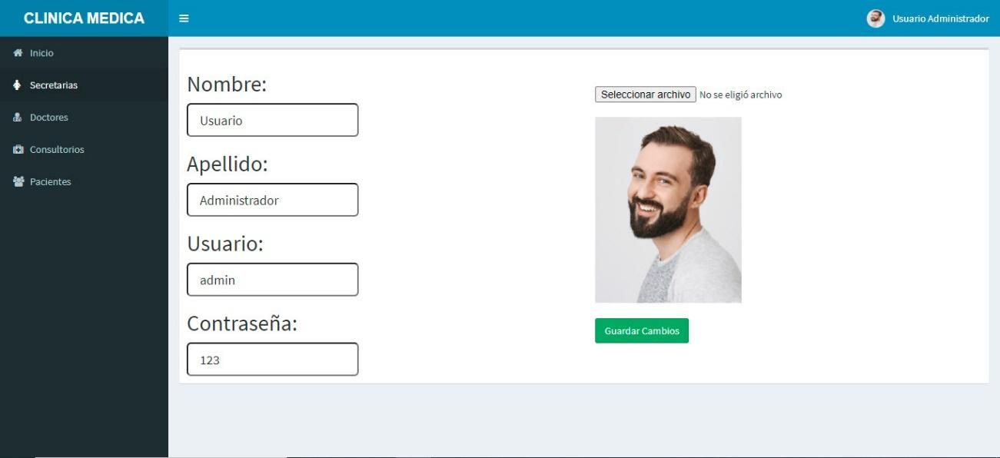 CLINICA MEDICA
Usuario Administrador
Inicio
Secretarias
Doctores
Consultorios
Pacientes
Nombre:
Usuario
Apellido:
Administrador
Usuario:
admin
Contraseña:
123
Seleccionar archivo No se eligió archivo
Guardar Cambios